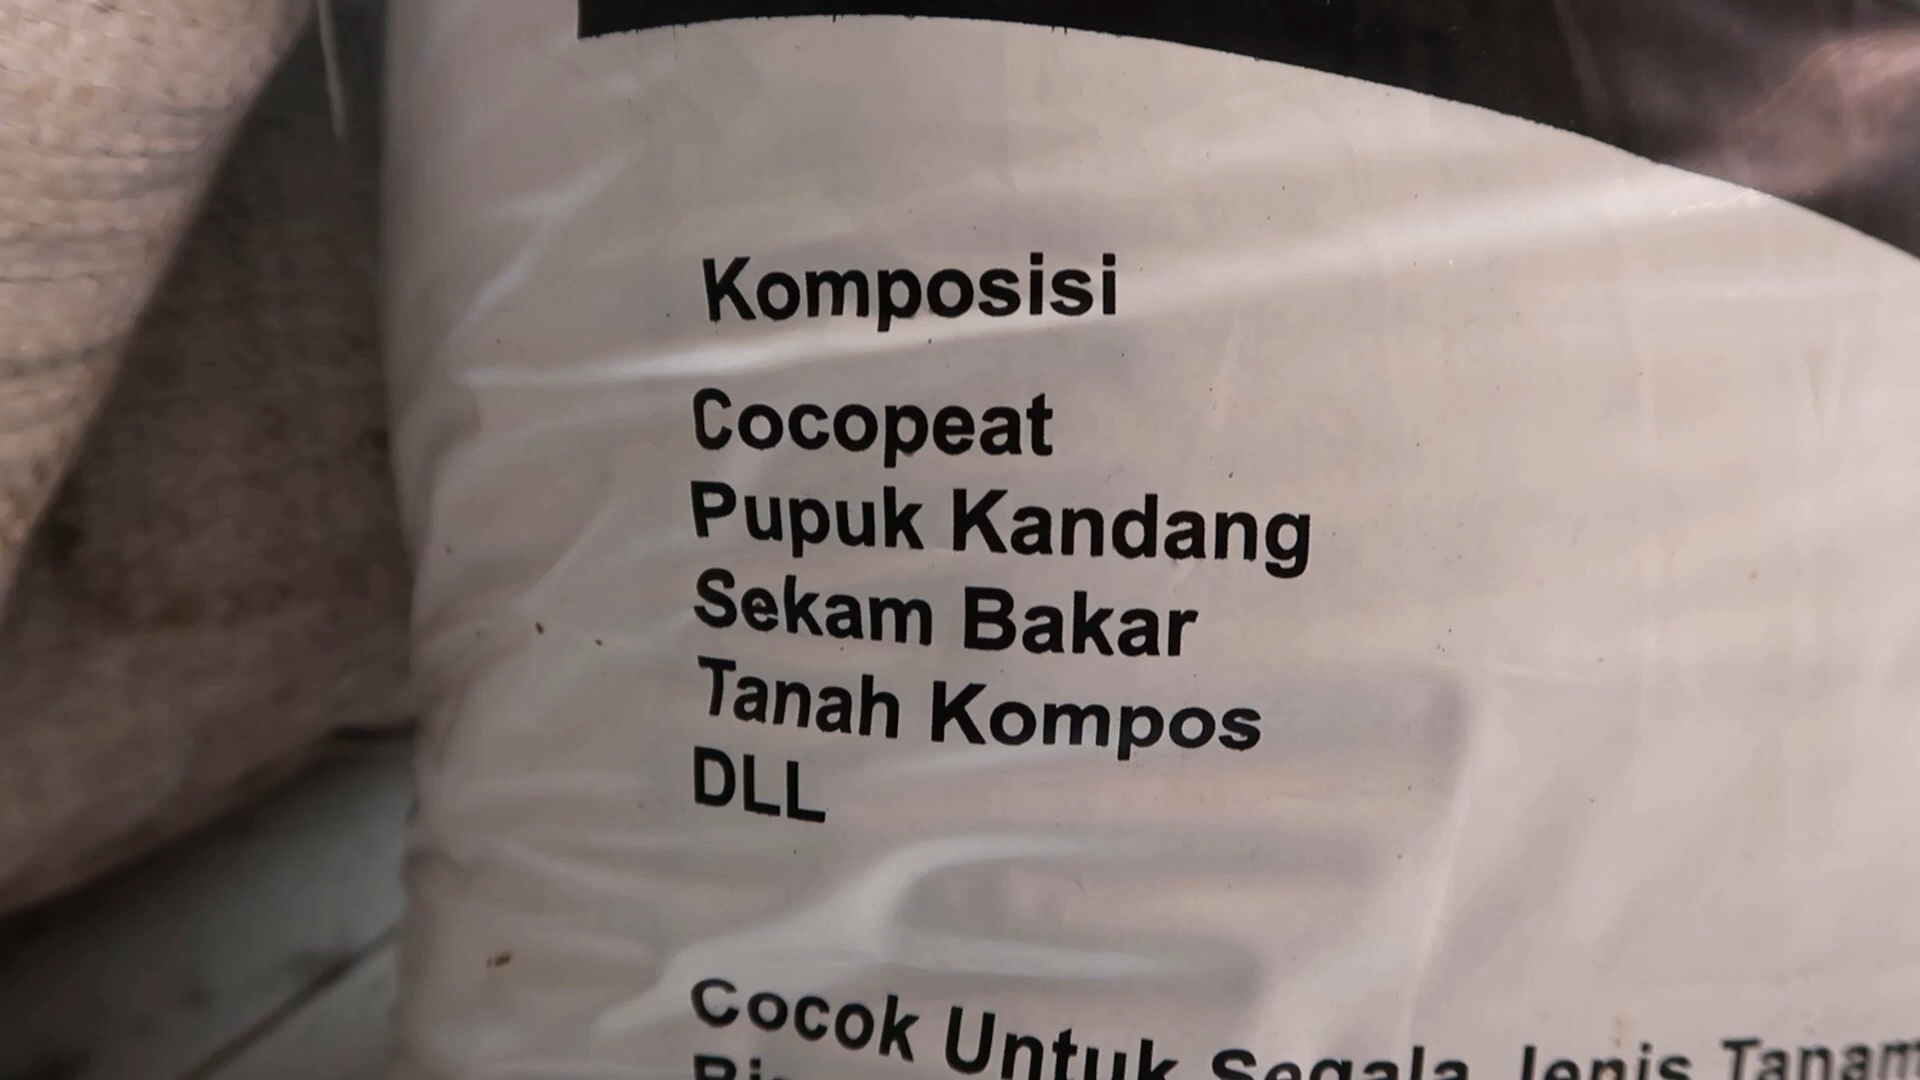 Komposisi
Cocopeat
Pupuk Kandang
Sekam Bakar
Tanah Kompos
DLL
Cocok Untuk Segala Jenis